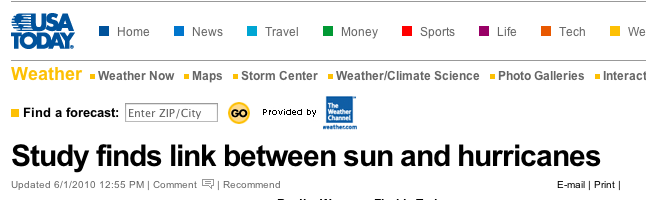 USA TODAY
Home News Travel Money Sports Life Tech We
Weather Weather Now Maps Storm Center Weather/Climate Science Photo Galleries Interact
Find a forecast: Enter ZIP/City GO Provided by The Weather Channel weather.com
Study finds link between sun and hurricanes
Updated 6/1/2010 12:55 PM | Comment | Recommend E-mail | Print |